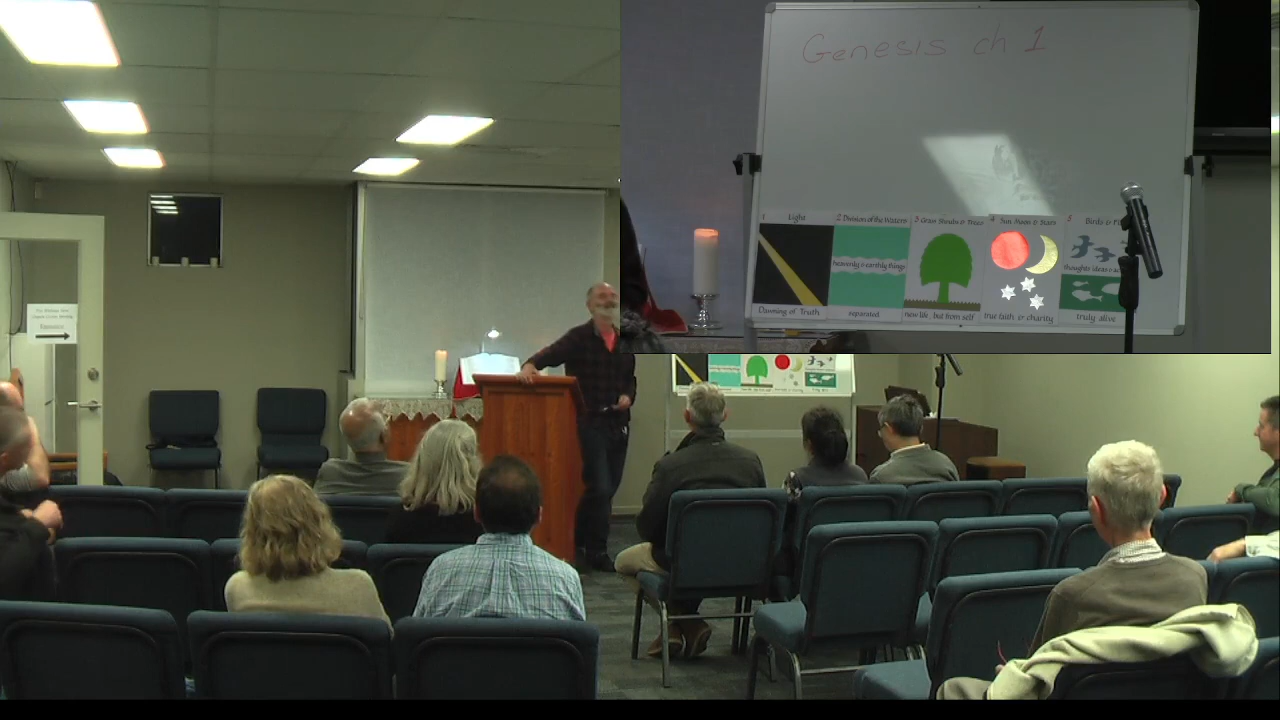 Genesis ch 1
1 Light
2 Division of the Waters
3 Grass Shrubs & Trees
4 Sun Moon & Stars
5 Birds &
heavenly & earthly things
thoughts ideas &
Dawning of Truth
separated
new life, but from self
true faith & charity
truly alive